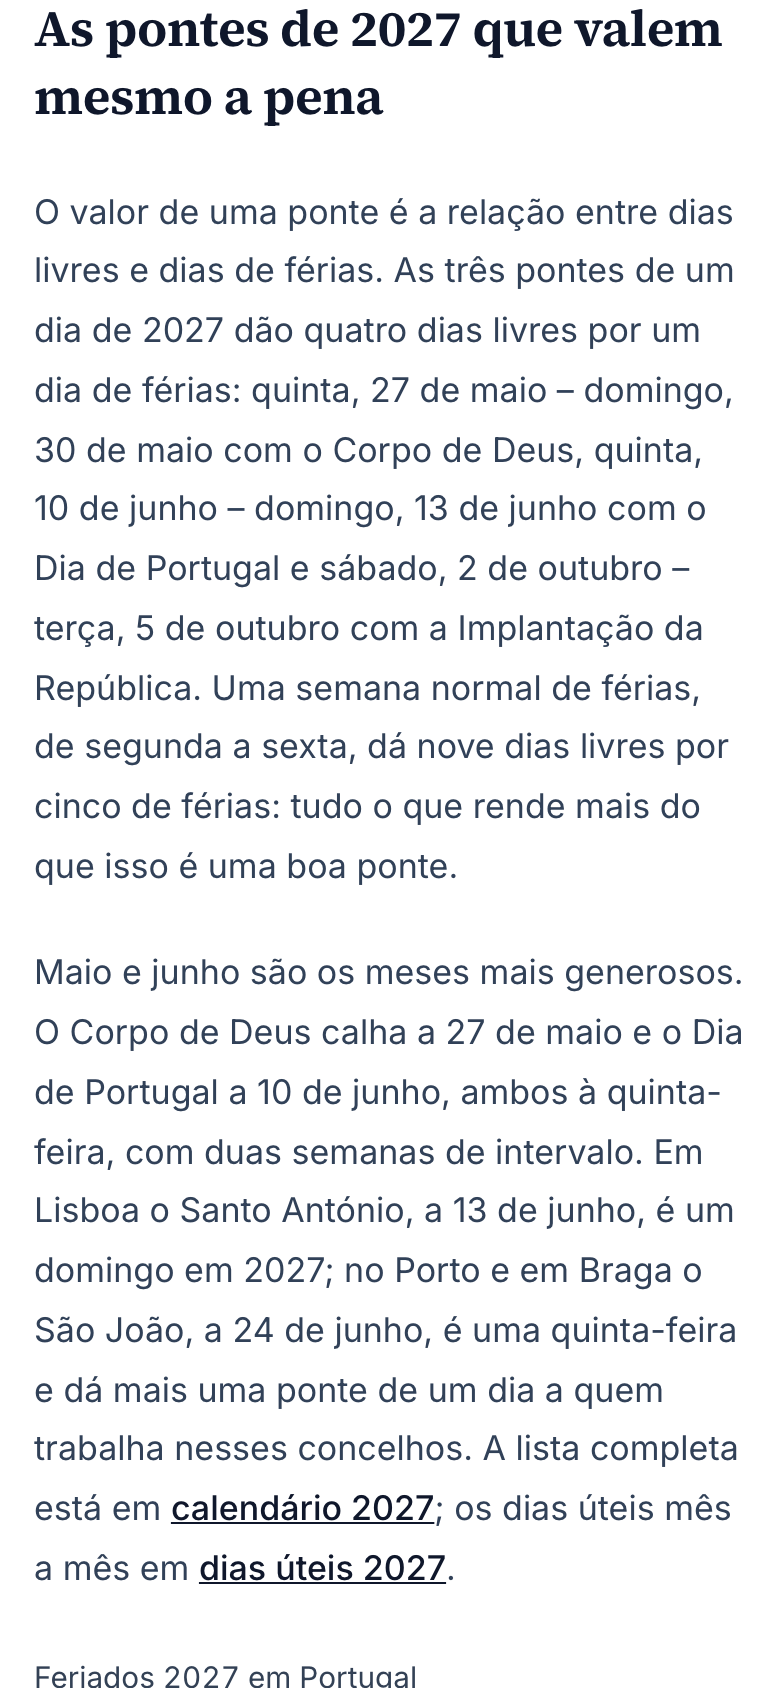 As pontes de 2027 que valem
mesmo a pena
O valor de uma ponte é a relação entre dias
livres e dias de férias. As três pontes de um
dia de 2027 dão quatro dias livres por um
dia de férias: quinta, 27 de maio – domingo,
30 de maio com o Corpo de Deus, quinta,
10 de junho – domingo, 13 de junho com o
Dia de Portugal e sábado, 2 de outubro –
terça, 5 de outubro com a Implantação da
República. Uma semana normal de férias,
de segunda a sexta, dá nove dias livres por
cinco de férias: tudo o que rende mais do
que isso é uma boa ponte.
Maio e junho são os meses mais generosos.
O Corpo de Deus calha a 27 de maio e o Dia
de Portugal a 10 de junho, ambos à quinta-
feira, com duas semanas de intervalo. Em
Lisboa o Santo António, a 13 de junho, é um
domingo em 2027; no Porto e em Braga o
São João, a 24 de junho, é uma quinta-feira
e dá mais uma ponte de um dia a quem
trabalha nesses concelhos. A lista completa
está em calendário 2027; os dias úteis mês
a mês em dias úteis 2027.
Feriados 2027 em Portugal